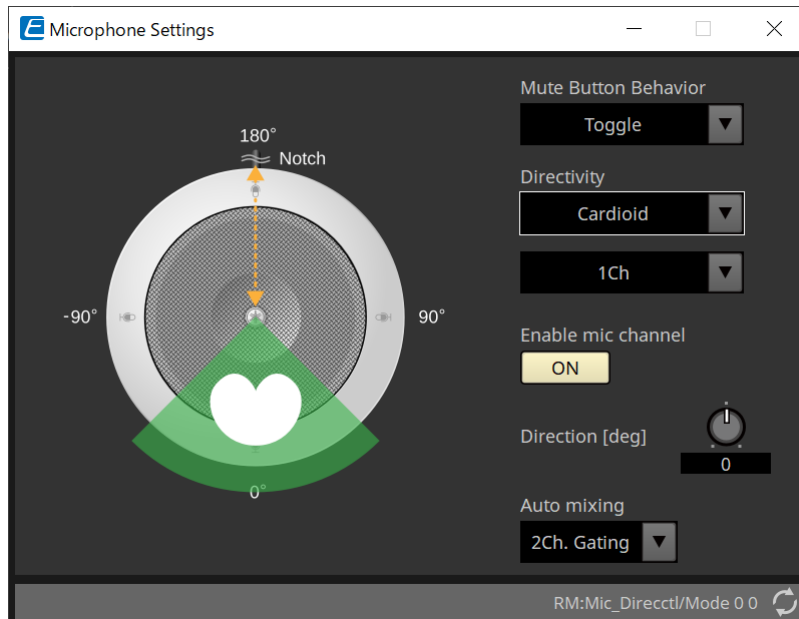 Microphone Settings
180°
Notch
-90°
90°
0°
Mute Button Behavior
Toggle
Directivity
Cardioid
1Ch
Enable mic channel
ON
Direction [deg]
0
Auto mixing
2Ch. Gating
RM:Mic_Direcctl/Mode 0 0